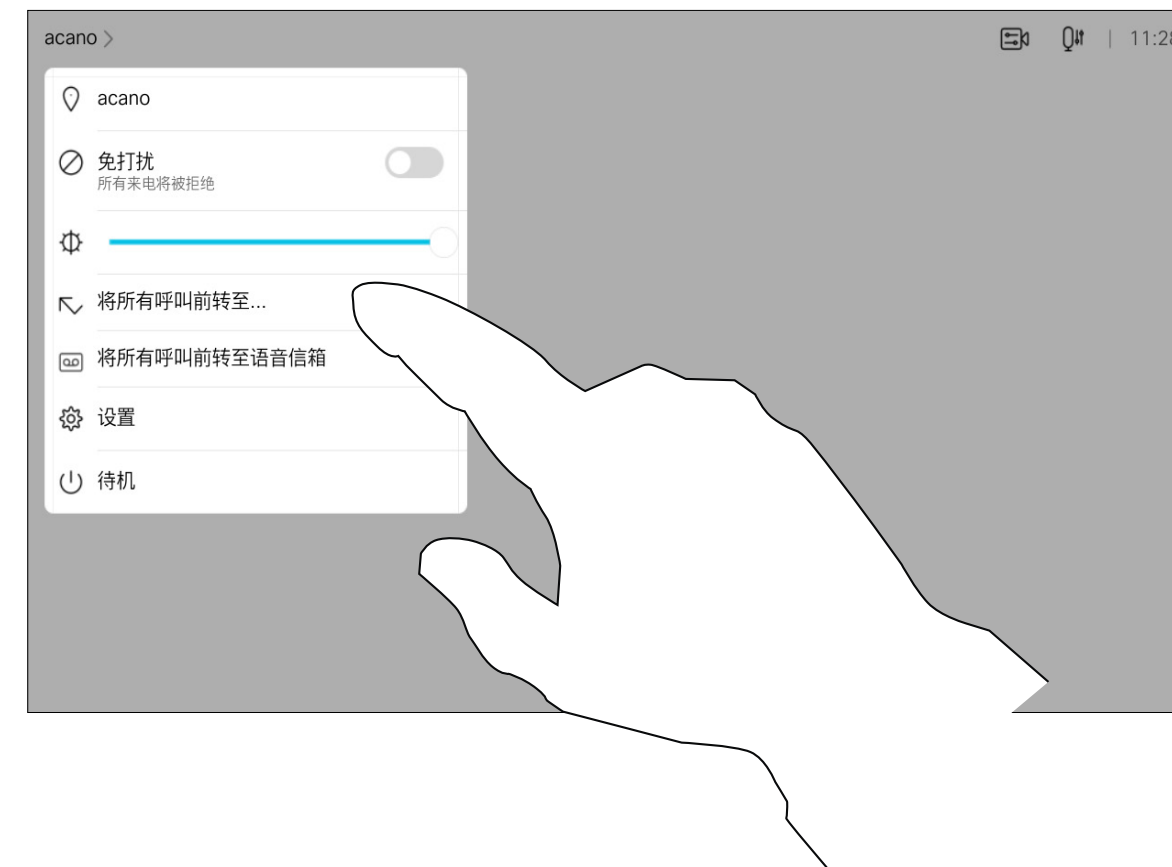 acano >
| 11:28
acano
免打扰
所有来电将被拒绝
将所有呼叫前转至...
将所有呼叫前转至语音信箱
设置
待机